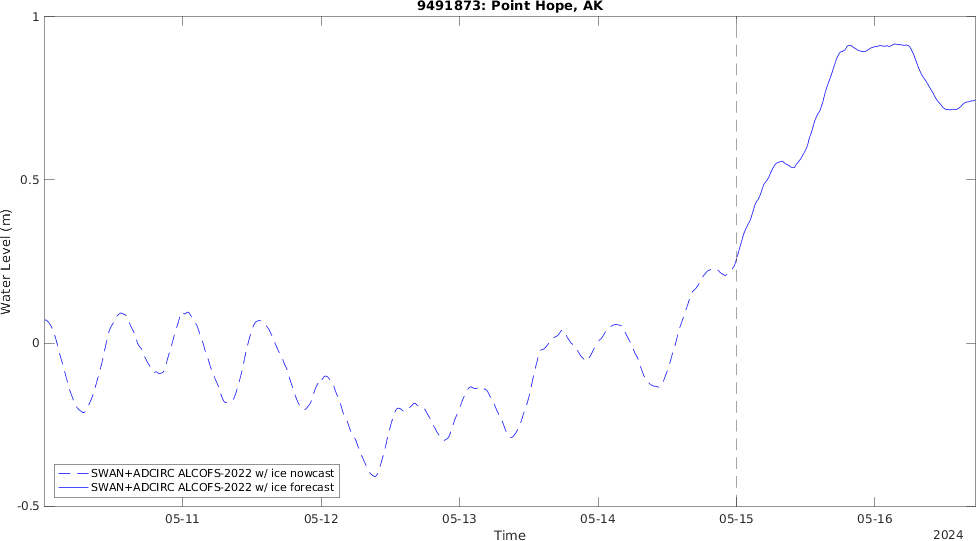 9491873: Point Hope, AK
1
0.5
0
-0.5
Water Level (m)
SWAN+ADCIRC ALCOFS-2022 w/ ice nowcast
SWAN+ADCIRC ALCOFS-2022 w/ ice forecast
05-11 05-12 05-13 05-14 05-15 05-16
Time
2024